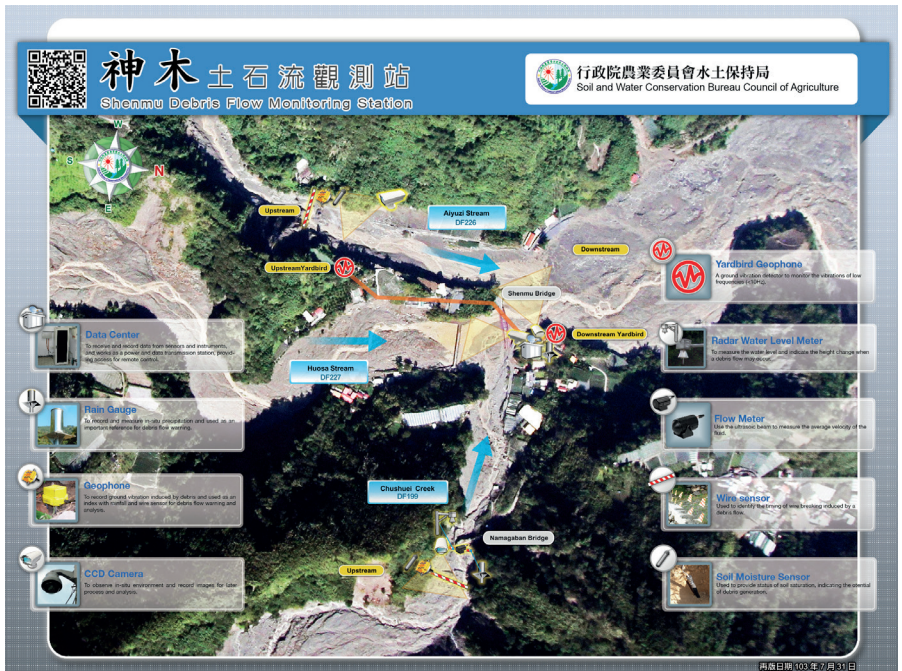 神木土石流觀測站
Shenmu Debris Flow Monitoring Station
行政院農業委員會水土保持局
Soil and Water Conservation Bureau Council of Agriculture
W
S
N
E
Upstream
Aiyuzi Stream
DF226
Downstream
Upstream Yardbird
Shenmu Bridge
Downstream Yardbird
Huosa Stream
DF227
Chushuei Creek
DF199
Namagaban Bridge
Upstream
Data Center
To receive and record data from sensors and instruments,
and works as a power and data transmission station, provid-
ing access for remote control.
Rain Gauge
To record and measure in-situ precipitation and used as an
important reference for debris flow warning.
Geophone
To record ground vibration induced by debris and used as an
index with rainfall and wire sensor for debris flow warning and
analysis.
CCD Camera
To observe in-situ environment and record images for later
process and analysis.
Yardbird Geophone
A ground vibration detector to monitor the vibrations of low
frequencies (<10Hz).
Radar Water Level Meter
To measure the water level and indicate the height change when
a debris flow may occur.
Flow Meter
Use the ultrasonic beam to measure the average velocity of the
fluid.
Wire sensor
Used to identify the timing of wire breaking induced by a
debris flow.
Soil Moisture Sensor
Used to provide status of soil saturation, indicating the potential
of debris generation.
再版日期 103 年 7 月 31 日